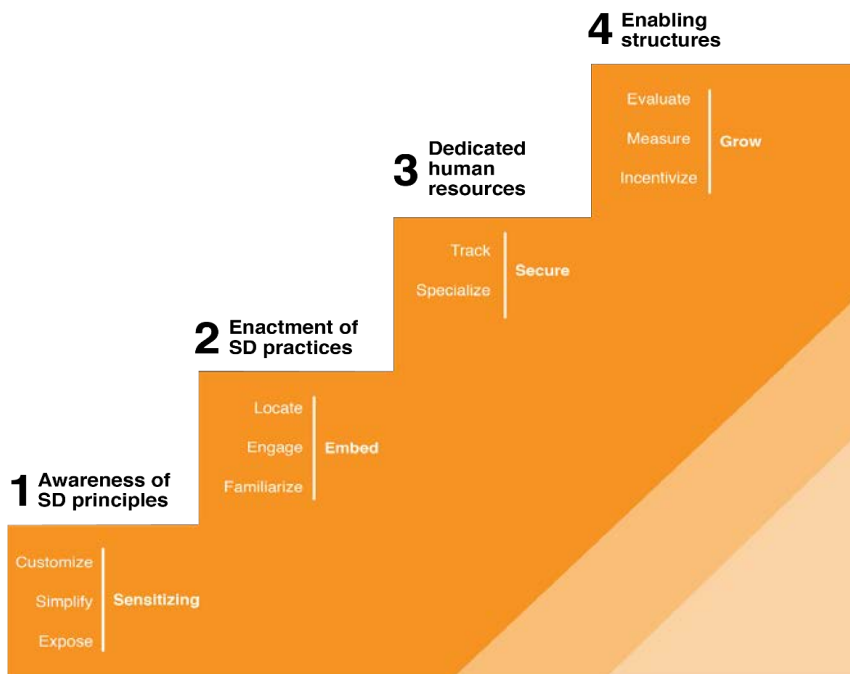 4 Enabling
structures
Evaluate
Measure
Incentivize
Grow
3 Dedicated
human
resources
Track
Specialize
Secure
2 Enactment of
SD practices
Locate
Engage
Familiarize
Embed
1 Awareness of
SD principles
Customize
Simplify
Expose
Sensitizing